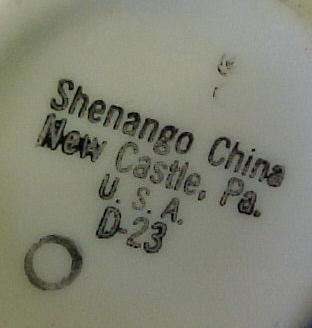 Shenango China
New Castle, Pa.
U. S. A.
D-23